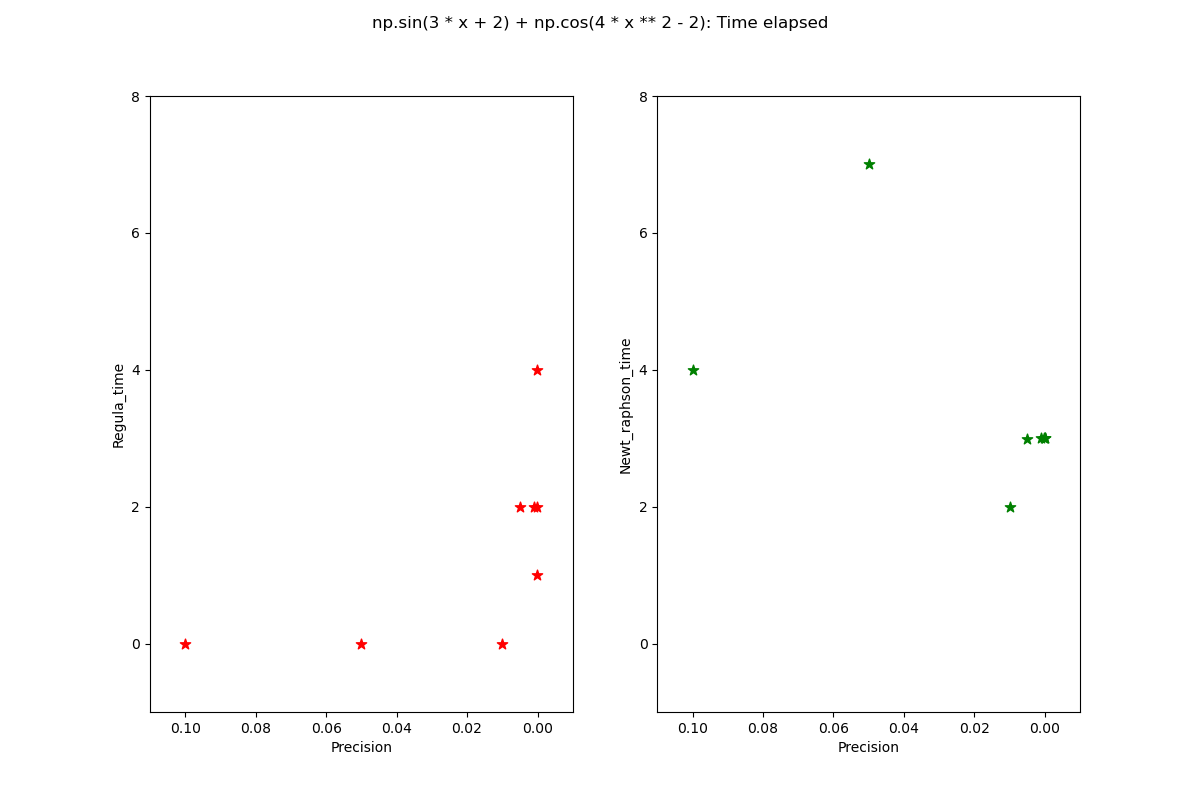 np.sin(3 * x + 2) + np.cos(4 * x ** 2 - 2): Time elapsed
8
6
4
2
0
Regula_time
0.10 0.08 0.06 0.04 0.02 0.00
Precision
8
6
4
2
0
Newt_raphson_time
0.10 0.08 0.06 0.04 0.02 0.00
Precision